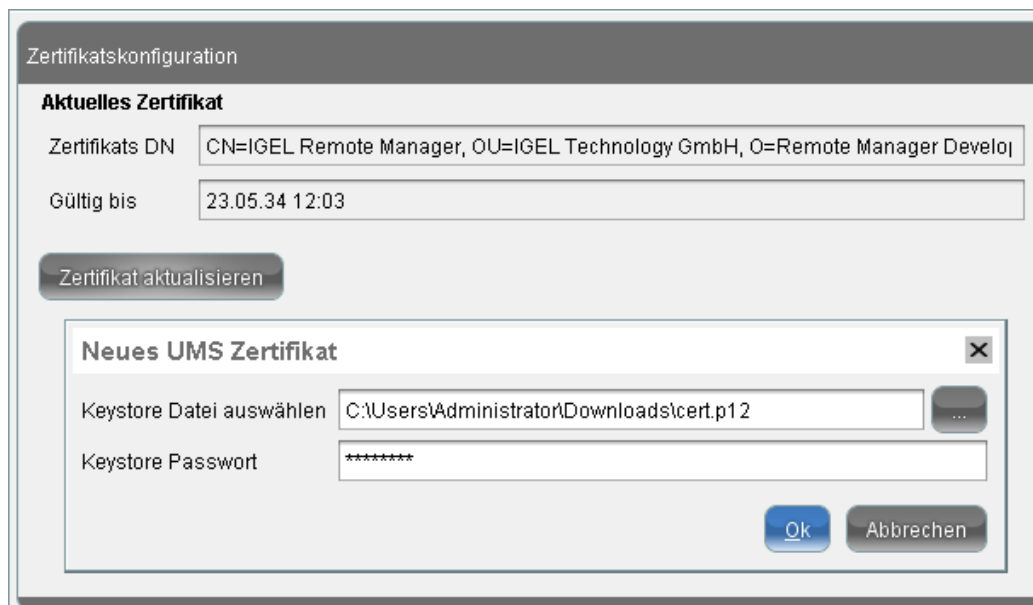 Zertifikatskonfiguration
Aktuelles Zertifikat
Zertifikats DN CN=IGEL Remote Manager, OU=IGEL Technology GmbH, O=Remote Manager Develop
Gültig bis 23.05.34 12:03
Zertifikat aktualisieren
Neues UMS Zertifikat
Keystore Datei auswählen C:\Users\Administrator\Downloads\cert.p12 ...
Keystore Passwort ********
Ok Abbrechen